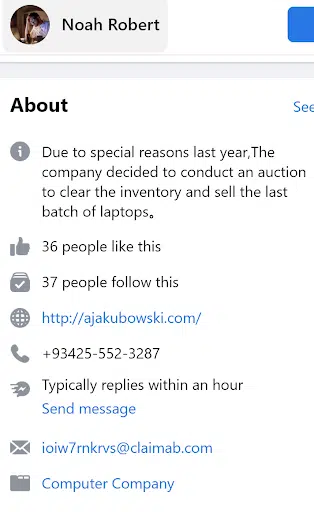 Noah Robert
About
See
Due to special reasons last year,The
company decided to conduct an auction
to clear the inventory and sell the last
batch of laptops。
36 people like this
37 people follow this
http://ajakubowski.com/
+93425-552-3287
Typically replies within an hour
Send message
ioiw7rnkrvs@claimab.com
Computer Company